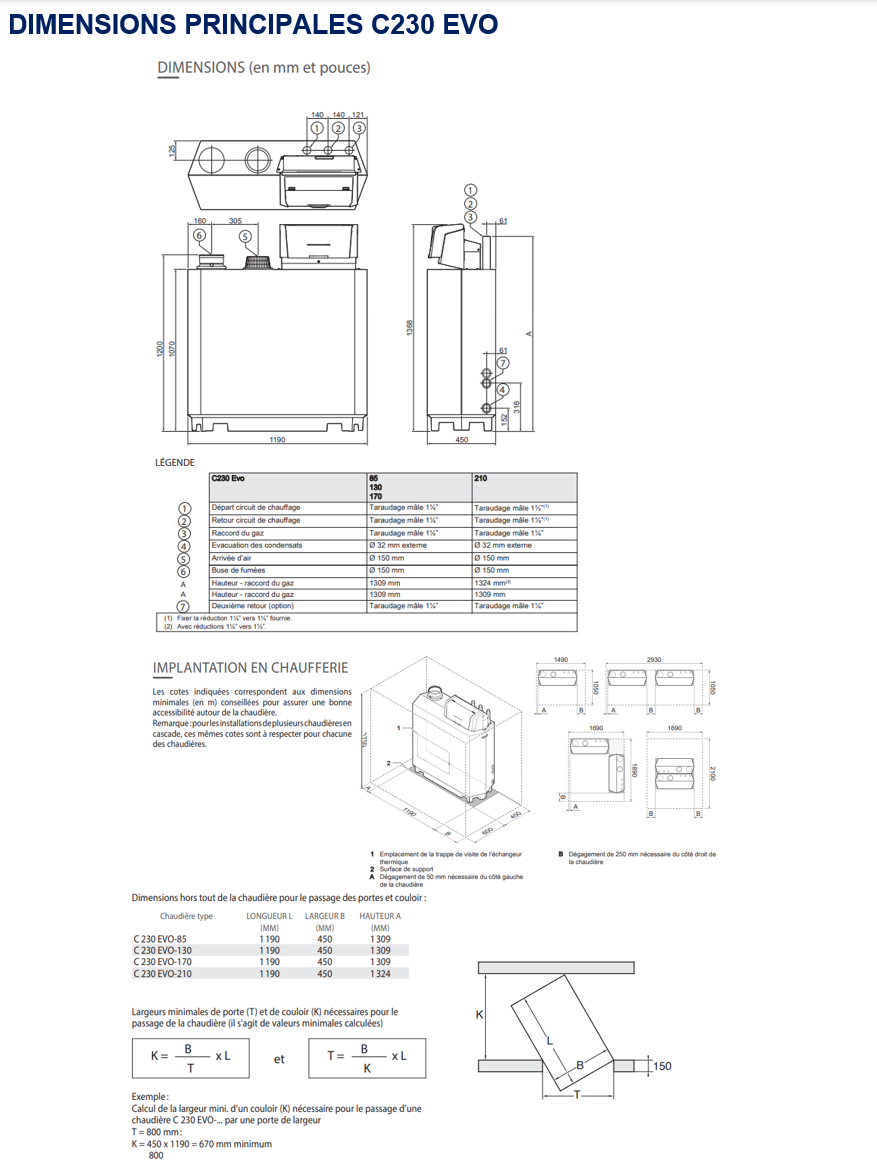 DIMENSIONS PRINCIPALES C230 EVO
DIMENSIONS (en mm et pouces)
140 140 121
1 2 3
125
1
2
3
61
160 305
6 5
1368
A
1200
1070
61
7
4
316
152
1190
450
LÉGENDE
C230 Evo 85 130 170 210
1 Départ circuit de chauffage Taraudage mâle 1¼" Taraudage mâle 1½"(1)
2 Retour circuit de chauffage Taraudage mâle 1¼" Taraudage mâle 1½"(1)
3 Raccord du gaz Taraudage mâle 1¼" Taraudage mâle 1¼"
4 Evacuation des condensats Ø 32 mm externe Ø 32 mm externe
5 Arrivée d'air Ø 150 mm Ø 150 mm
6 Buse de fumées Ø 150 mm Ø 150 mm
A Hauteur - raccord du gaz 1309 mm 1324 mm(2)
A Hauteur - raccord du gaz 1309 mm 1309 mm
7 Deuxième retour (option) Taraudage mâle 1¼" Taraudage mâle 1¼"
(1) Fixer la réduction 1¼" vers 1½" fournie.
(2) Avec réductions 1¼" vers 1½".
IMPLANTATION EN CHAUFFERIE
Les cotes indiquées correspondent aux dimensions
minimales (en m) conseillées pour assurer une bonne
accessibilité autour de la chaudière.
Remarque : pour les installations de plusieurs chaudières en
cascade, ces mêmes cotes sont à respecter pour chacune
des chaudières.
1
2
A
1190
B
600
450
1490
1050
A B
2930
1050
A B
1690
1890
B
A
1690
2100
B B
1 Emplacement de la trappe de visite de l'échangeur
thermique
2 Surface de support
A Dégagement de 50 mm nécessaire du côté gauche
de la chaudière
B Dégagement de 250 mm nécessaire du côté droit de
la chaudière
Dimensions hors tout de la chaudière pour le passage des portes et couloir :
Chaudière type LONGUEUR L LARGEUR B HAUTEUR A
(MM) (MM) (MM)
C 230 EVO-85 1 190 450 1 309
C 230 EVO-130 1 190 450 1 309
C 230 EVO-170 1 190 450 1 309
C 230 EVO-210 1 190 450 1 324
Largeurs minimales de porte (T) et de couloir (K) nécessaires pour le
passage de la chaudière (il s'agit de valeurs minimales calculées)
K = B x L
T
et
T = B x L
K
K
L
B
150
T
Exemple :
Calcul de la largeur mini. d'un couloir (K) nécessaire pour le passage d'une
chaudière C 230 EVO-... par une porte de largeur
T = 800 mm :
K = 450 x 1190 = 670 mm minimum
800